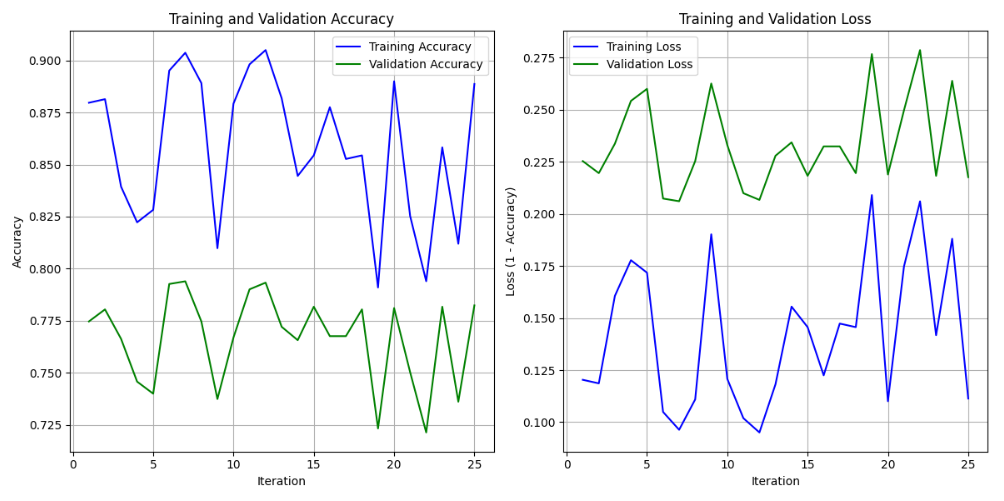 Training and Validation Accuracy
Training Accuracy
Validation Accuracy
0.900
0.875
0.850
0.825
0.800
0.775
0.750
0.725
Accuracy
0
5
10
15
20
25
Iteration
Training and Validation Loss
Training Loss
Validation Loss
0.275
0.250
0.225
0.200
0.175
0.150
0.125
0.100
Loss (1 - Accuracy)
0
5
10
15
20
25
Iteration